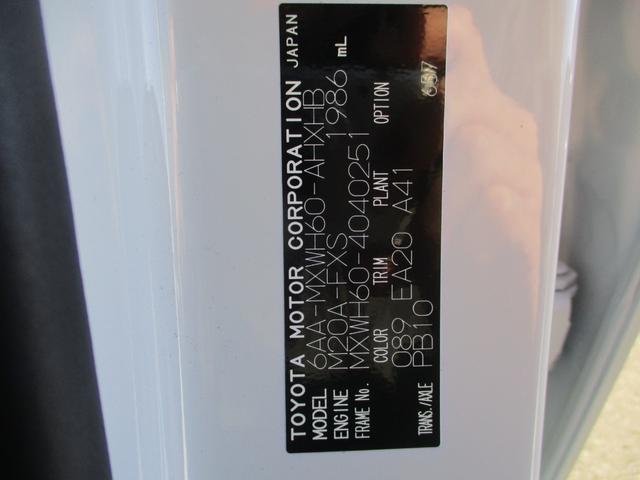 TOYOTA MOTOR CORPORATION JAPAN
MODEL 6AA-MXWH60-AHXHB
ENGINE M20A-FXS 1986 mL
FRAME No. MXWH60-4040251
COLOR TRIM PLANT OPTION
089 EA20 A41
TRANS./AXLE PB10